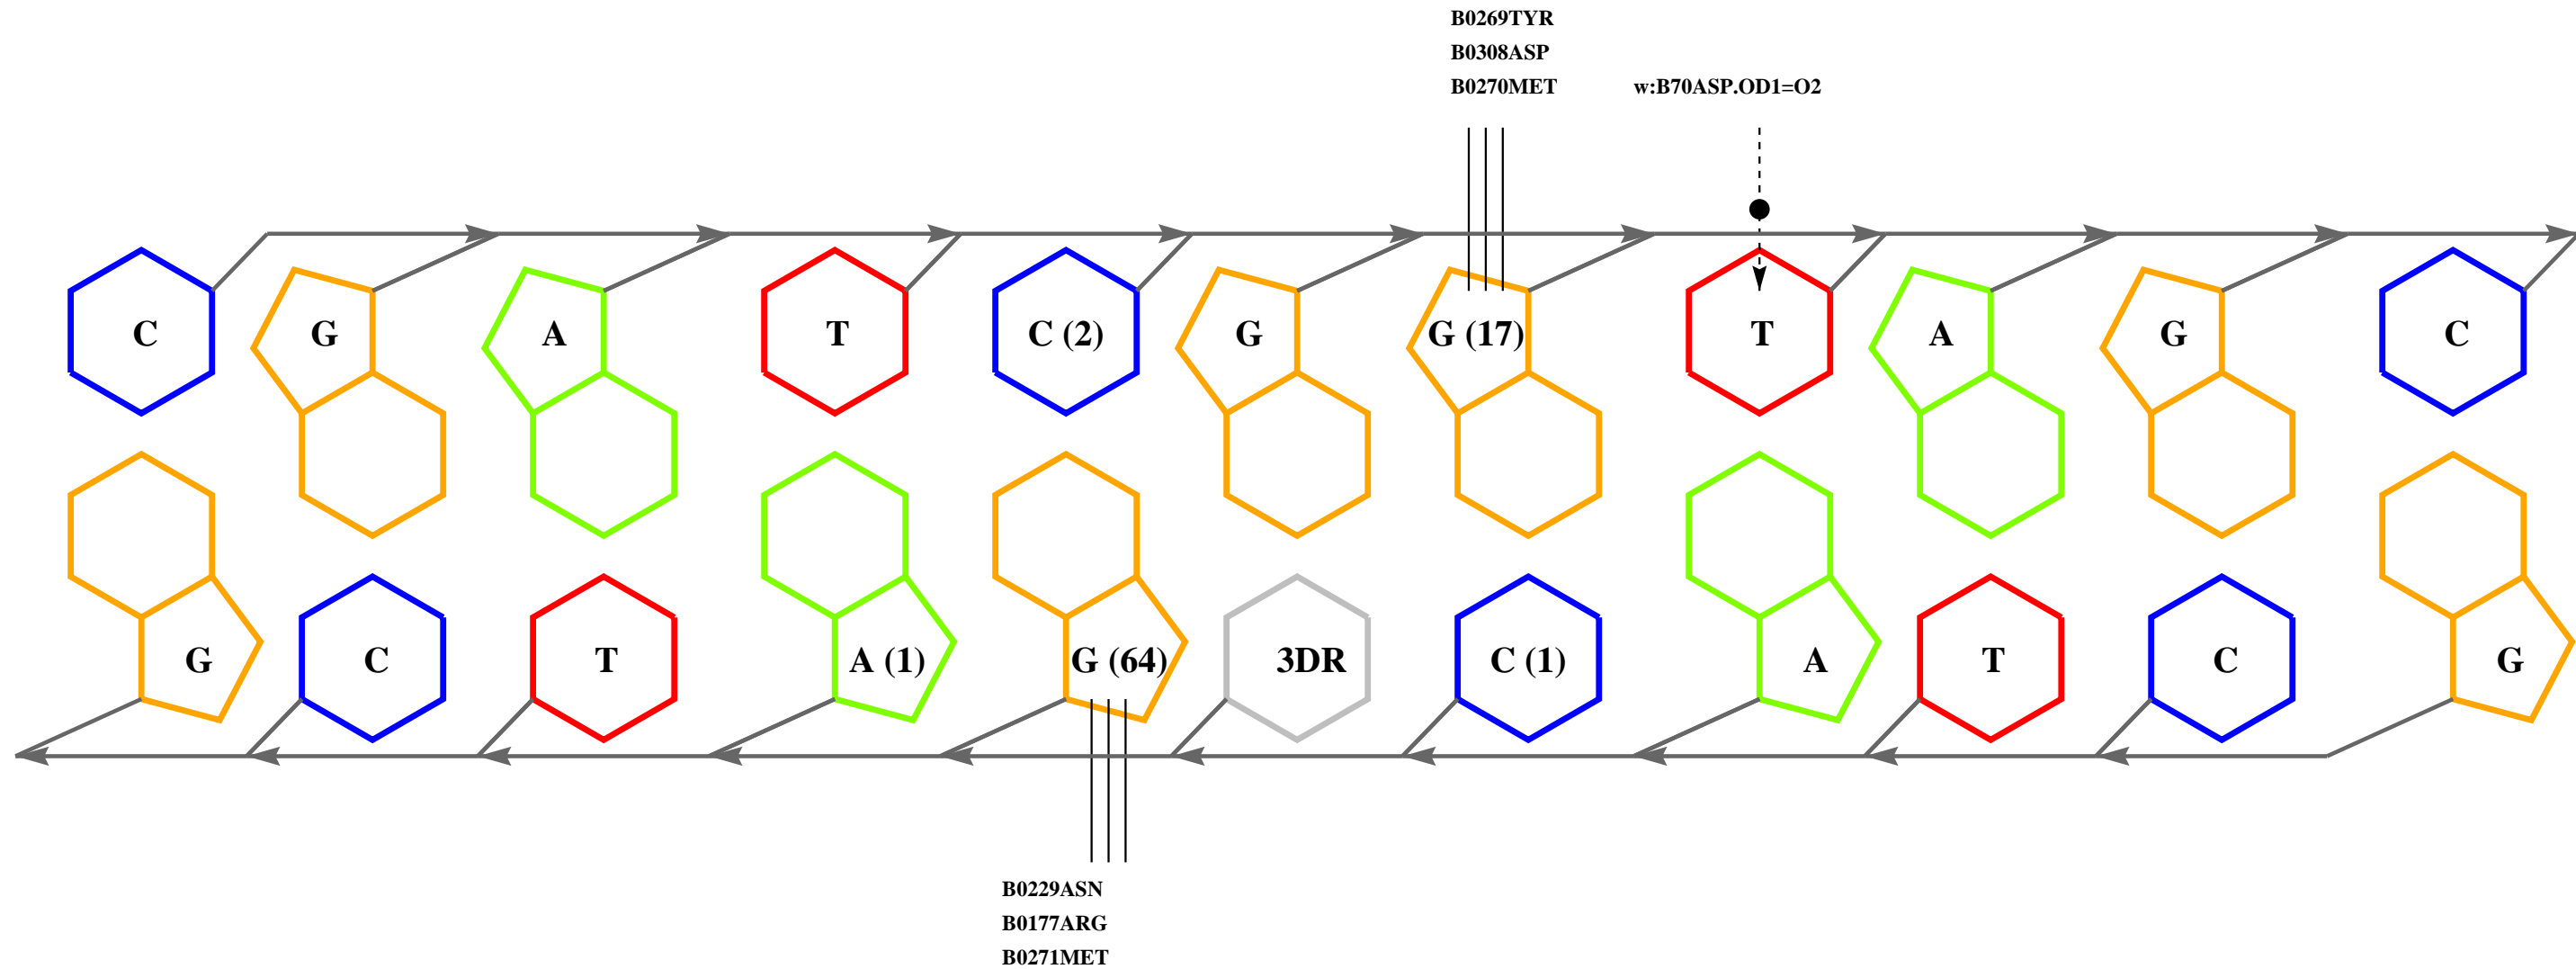 B0269TYR
B0308ASP
B0270MET w:B70ASP.OD1=O2
C G A T C (2) G G (17) T A G C
G C T A (1) G (64) 3DR C (1) A T C G
B0229ASN
B0177ARG
B0271MET